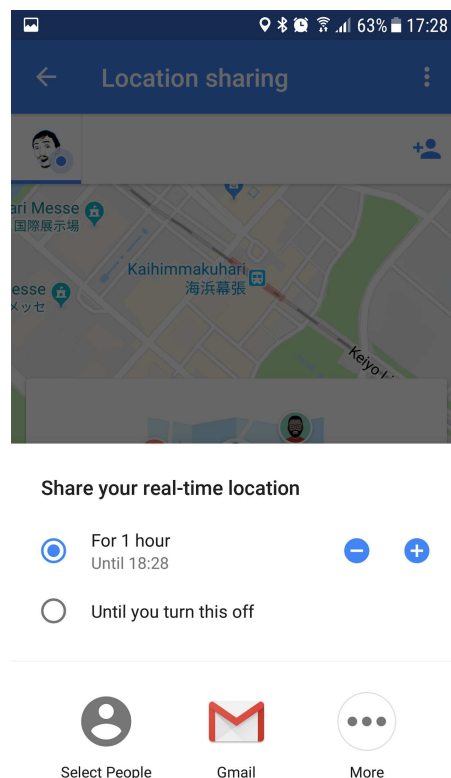 63% 17:28
Location sharing
ari Messe
国際展示場
Kaihimmakuhari
海浜幕張
esse
メッセ
Keiyo Li
Share your real-time location
For 1 hour
Until 18:28
Until you turn this off
Select People
Gmail
More